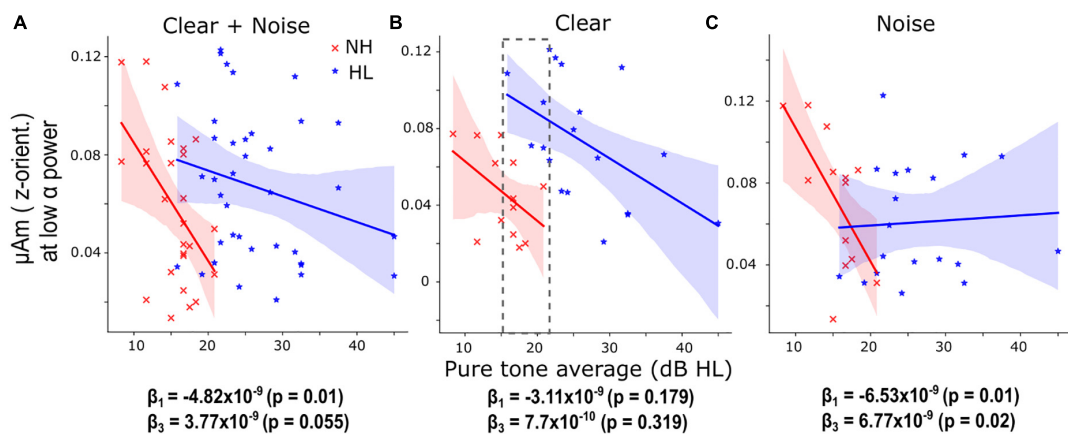 A Clear + Noise
B Clear
C Noise
NH
HL
μAm ( z-orient.)
at low α power
0.12
0.08
0.04
10 20 30 40
0.12
0.08
0.04
0
10 20 30 40
0.12
0.08
0.04
10 20 30 40
Pure tone average (dB HL)
β1 = -4.82x10-9 (p = 0.01)
β3 = 3.77x10-9 (p = 0.055)
β1 = -3.11x10-9 (p = 0.179)
β3 = 7.7x10-10 (p = 0.319)
β1 = -6.53x10-9 (p = 0.01)
β3 = 6.77x10-9 (p = 0.02)